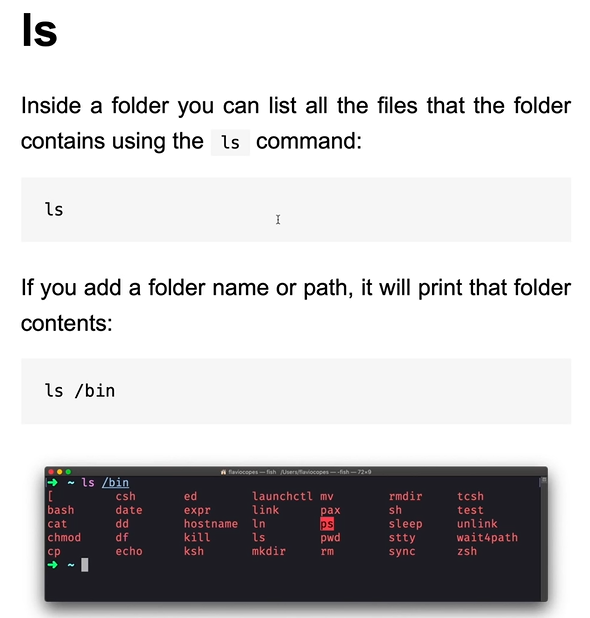 ls
Inside a folder you can list all the files that the folder
contains using the ls command:
ls
If you add a folder name or path, it will print that folder
contents:
ls /bin
flaviocopes — fish /Users/flaviocopes — -fish — 72×9
➜ ~ ls /bin
[ csh ed launchctl mv rmdir tcsh
bash date expr link pax sh test
cat dd hostname ln ps sleep unlink
chmod df kill ls pwd stty wait4path
cp echo ksh mkdir rm sync zsh
➜ ~